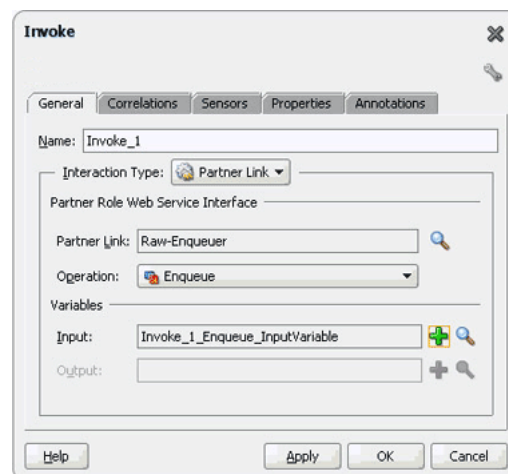 Invoke
General Correlations Sensors Properties Annotations
Name: Invoke_1
Interaction Type: Partner Link
Partner Role Web Service Interface
Partner Link: Raw-Enqueuer
Operation: Enqueue
Variables
Input: Invoke_1_Enqueue_InputVariable
Output:
Help Apply OK Cancel